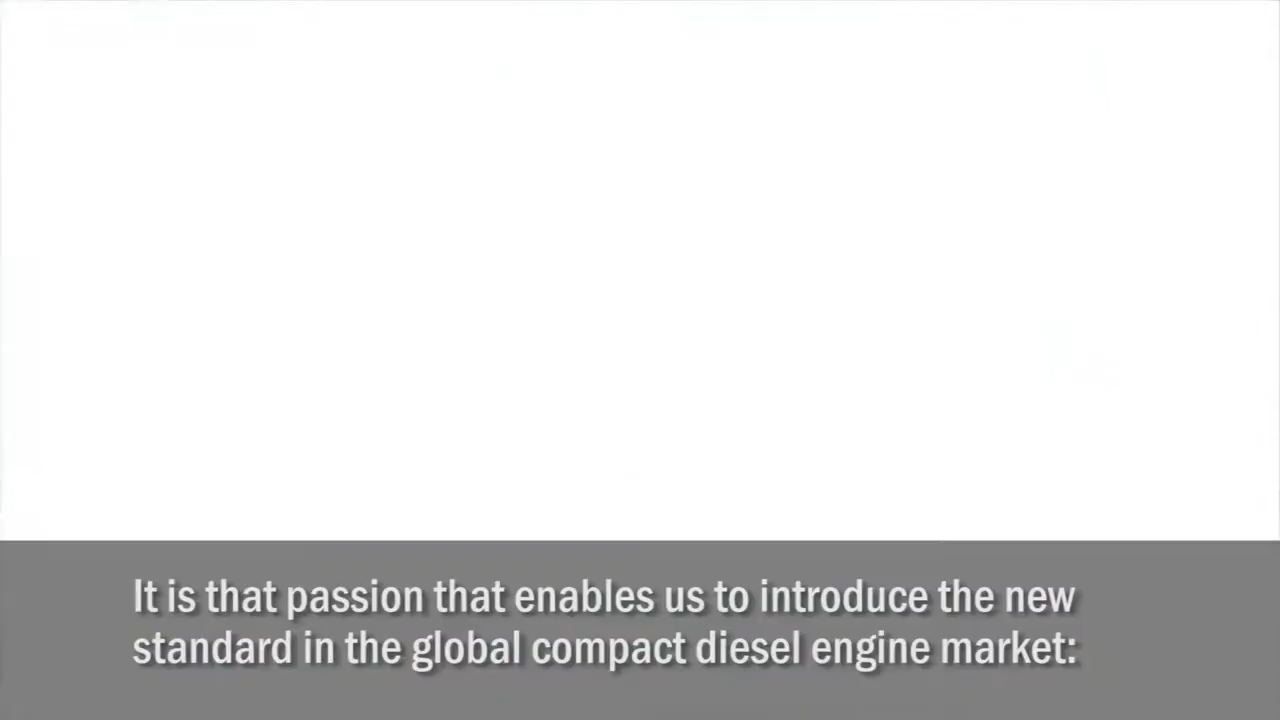 It is that passion that enables us to introduce the new
standard in the global compact diesel engine market: